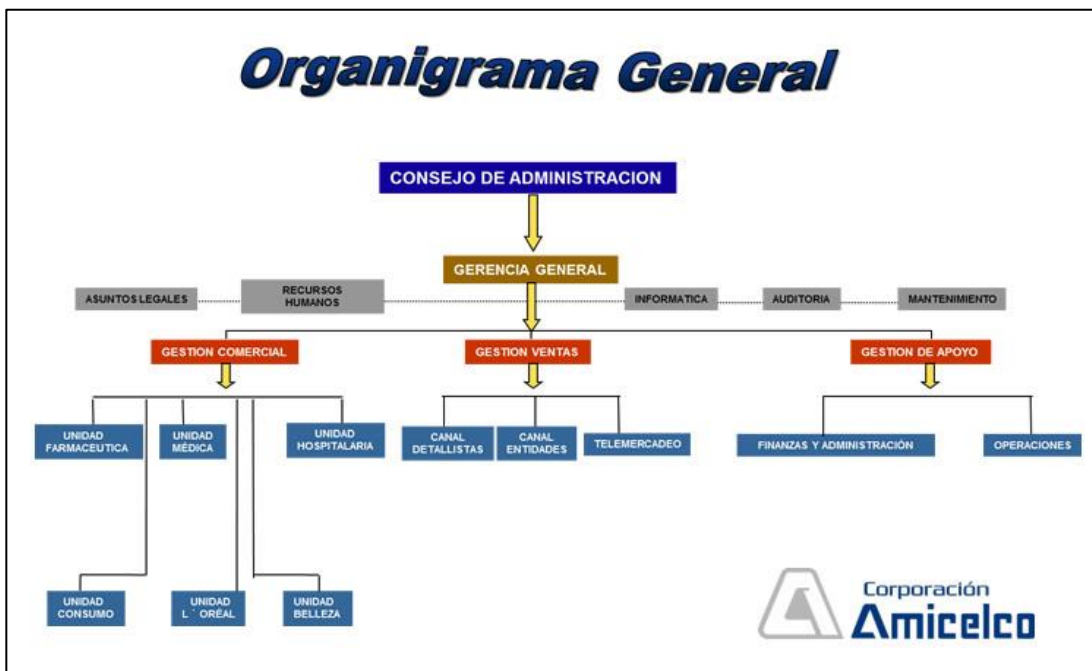 Organigrama General
CONSEJO DE ADMINISTRACION
GERENCIA GENERAL
ASUNTOS LEGALES
RECURSOS
HUMANOS
INFORMATICA
AUDITORIA
MANTENIMIENTO
GESTION COMERCIAL
GESTION VENTAS
GESTION DE APOYO
UNIDAD
FARMACEUTICA
UNIDAD
MÉDICA
UNIDAD
HOSPITALARIA
CANAL
DETALLISTAS
CANAL
ENTIDADES
TELEMERCADEO
FINANZAS Y ADMINISTRACIÓN
OPERACIONES
UNIDAD
CONSUMO
UNIDAD
L ´ ORÉAL
UNIDAD
BELLEZA
Corporación
Amicelco